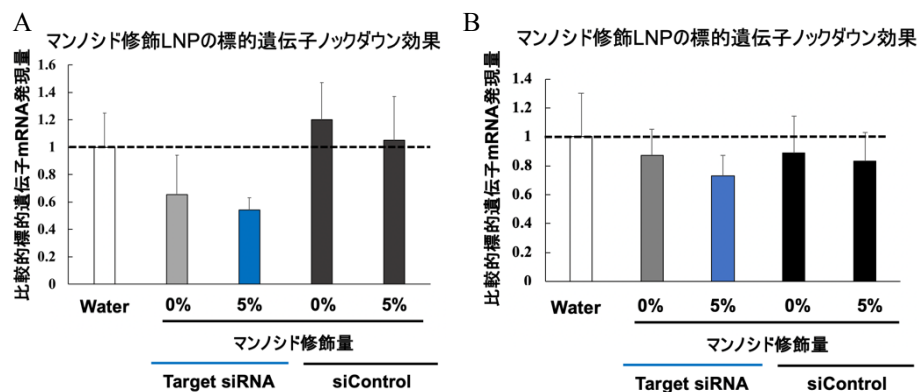 A
マンノシド修飾LNPの標的遺伝子ノックダウン効果
比較的標的遺伝子mRNA発現量
1.6
1.4
1.2
1
0.8
0.6
0.4
0.2
0
Water
0%
5%
0%
5%
マンノシド修飾量
Target siRNA
siControl
B
マンノシド修飾LNPの標的遺伝子ノックダウン効果
比較的標的遺伝子mRNA発現量
1.4
1.2
1
0.8
0.6
0.4
0.2
0
Water
0%
5%
0%
5%
マンノシド修飾量
Target siRNA
siControl